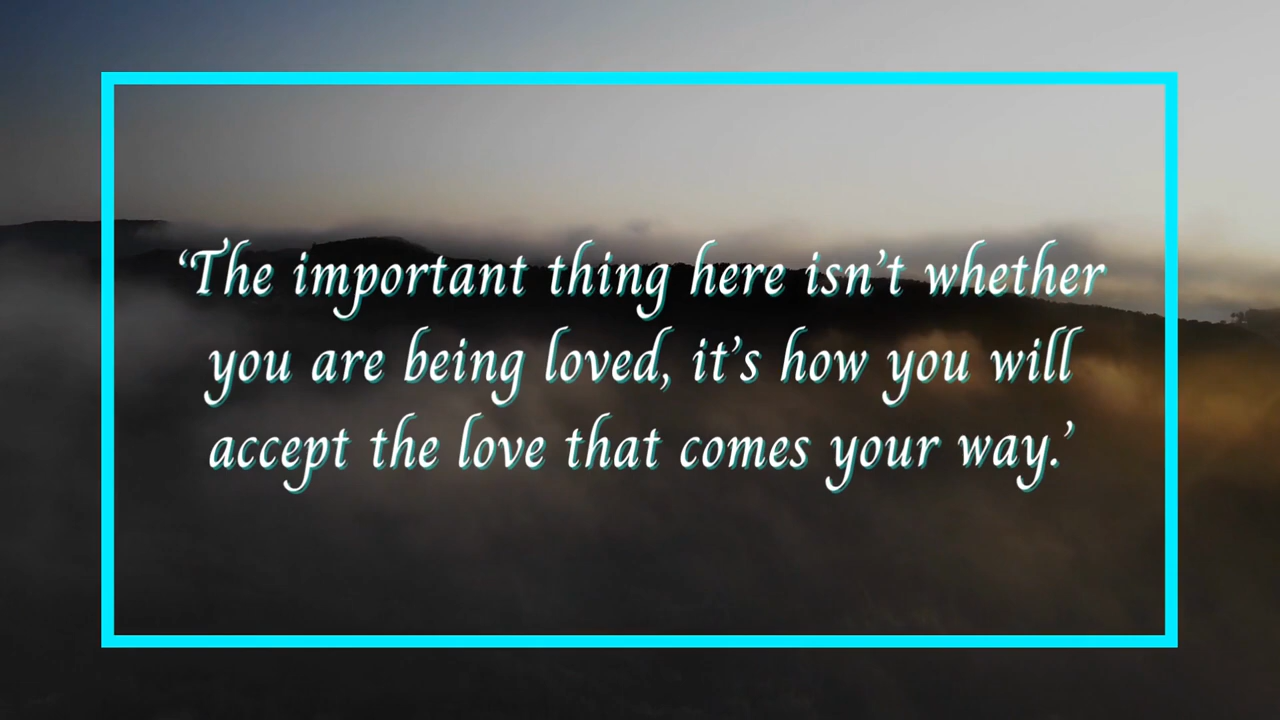 ‘The important thing here isn’t whether
you are being loved, it’s how you will
accept the love that comes your way.’